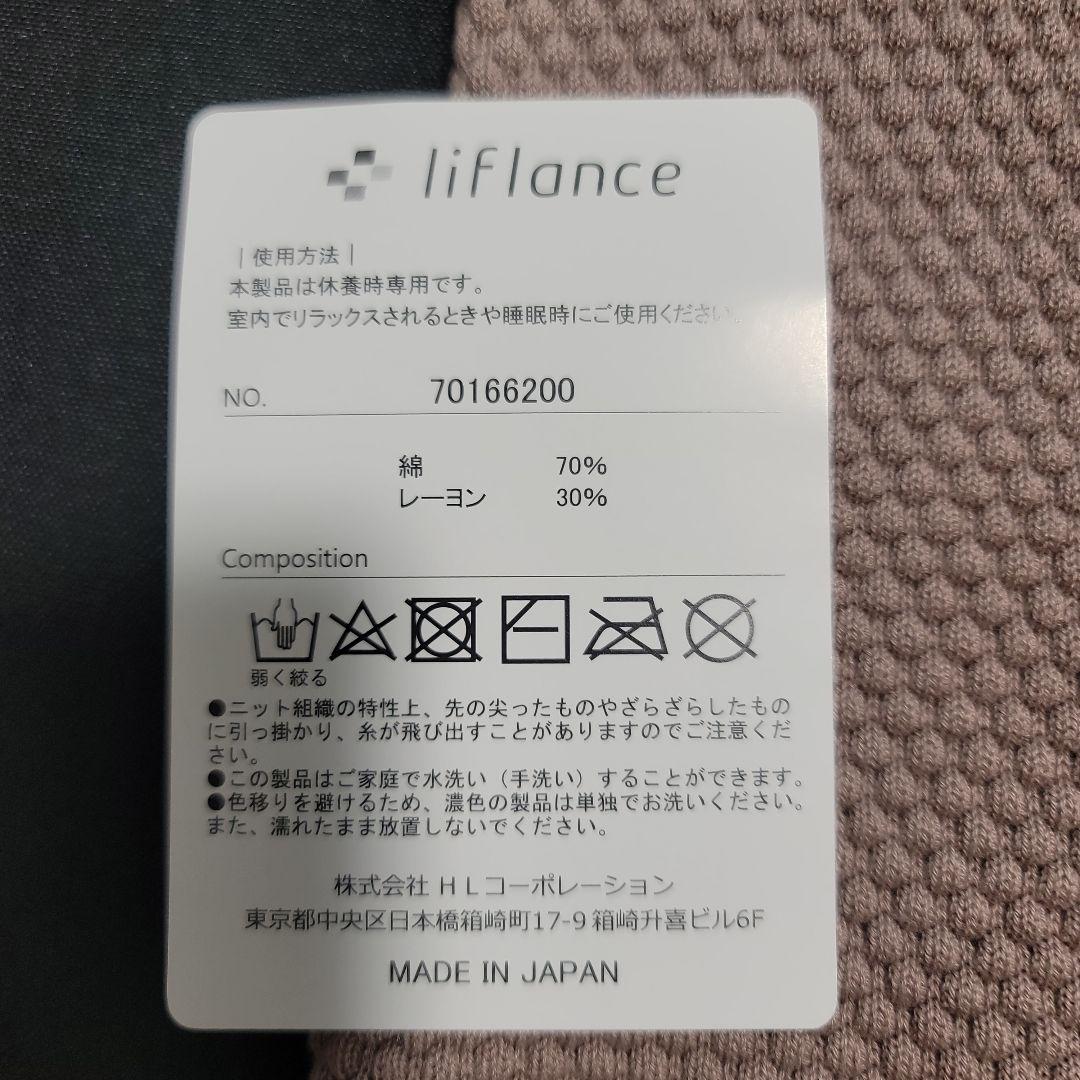 liflance
|使用方法|
本製品は休養時専用です。
室内でリラックスされるときや睡眠時にご使用ください。
NO. 70166200
綿 70%
レーヨン 30%
Composition
弱く絞る
●ニット組織の特性上、先の尖ったものやざらざらしたもの
に引っ掛かり、糸が飛び出すことがありますのでご注意くだ
さい。
●この製品はご家庭で水洗い（手洗い）することができます。
●色移りを避けるため、濃色の製品は単独でお洗いください。
また、濡れたまま放置しないでください。
株式会社 ＨＬコーポレーション
東京都中央区日本橋箱崎町17-9 箱崎升喜ビル6F
MADE IN JAPAN